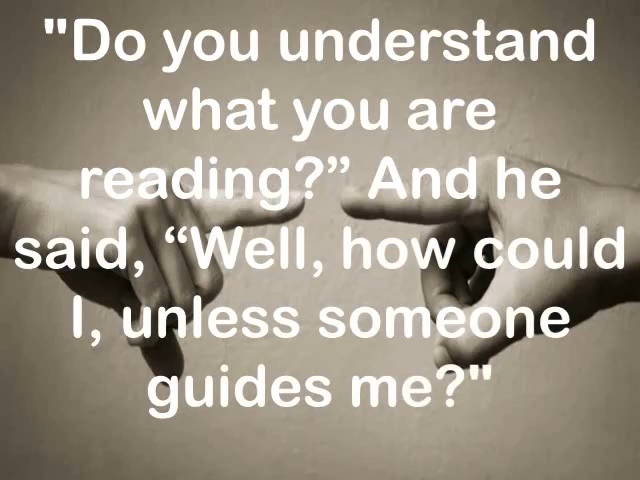 "Do you understand
what you are
reading?” And he
said, “Well, how could
I, unless someone
guides me?"